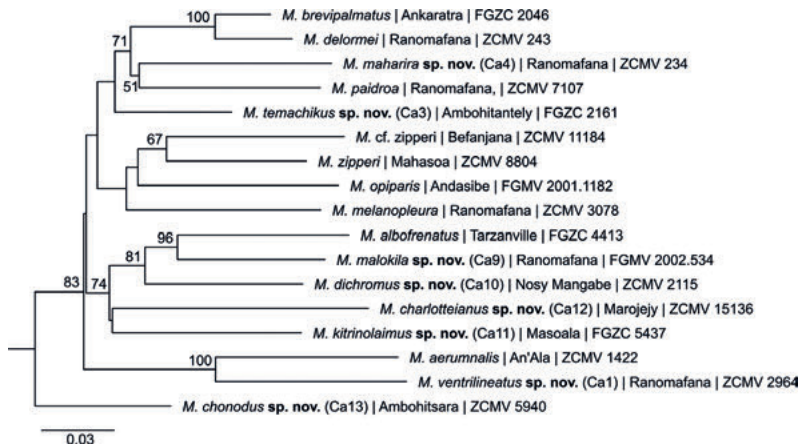 100
M. brevipalmatus | Ankaratra | FGZC 2046
M. delormei | Ranomafana | ZCMV 243
71
M. maharira sp. nov. (Ca4) | Ranomafana | ZCMV 234
51
M. paidroa | Ranomafana, | ZCMV 7107
M. temachikus sp. nov. (Ca3) | Ambohitantely | FGZC 2161
67
M. cf. zipperi | Befanjana | ZCMV 11184
M. zipperi | Mahasoa | ZCMV 8804
M. opiparis | Andasibe | FGMV 2001.1182
M. melanopleura | Ranomafana | ZCMV 3078
96
M. albofrenatus | Tarzanville | FGZC 4413
81
M. malokila sp. nov. (Ca9) | Ranomafana | FGMV 2002.534
83
74
M. dichromus sp. nov. (Ca10) | Nosy Mangabe | ZCMV 2115
M. charlotteianus sp. nov. (Ca12) | Marojejy | ZCMV 15136
M. kitrinolaimus sp. nov. (Ca11) | Masoala | FGZC 5437
100
M. aerumnalis | An'Ala | ZCMV 1422
M. ventrilineatus sp. nov. (Ca1) | Ranomafana | ZCMV 2964
M. chonodus sp. nov. (Ca13) | Ambohitsara | ZCMV 5940
0.03